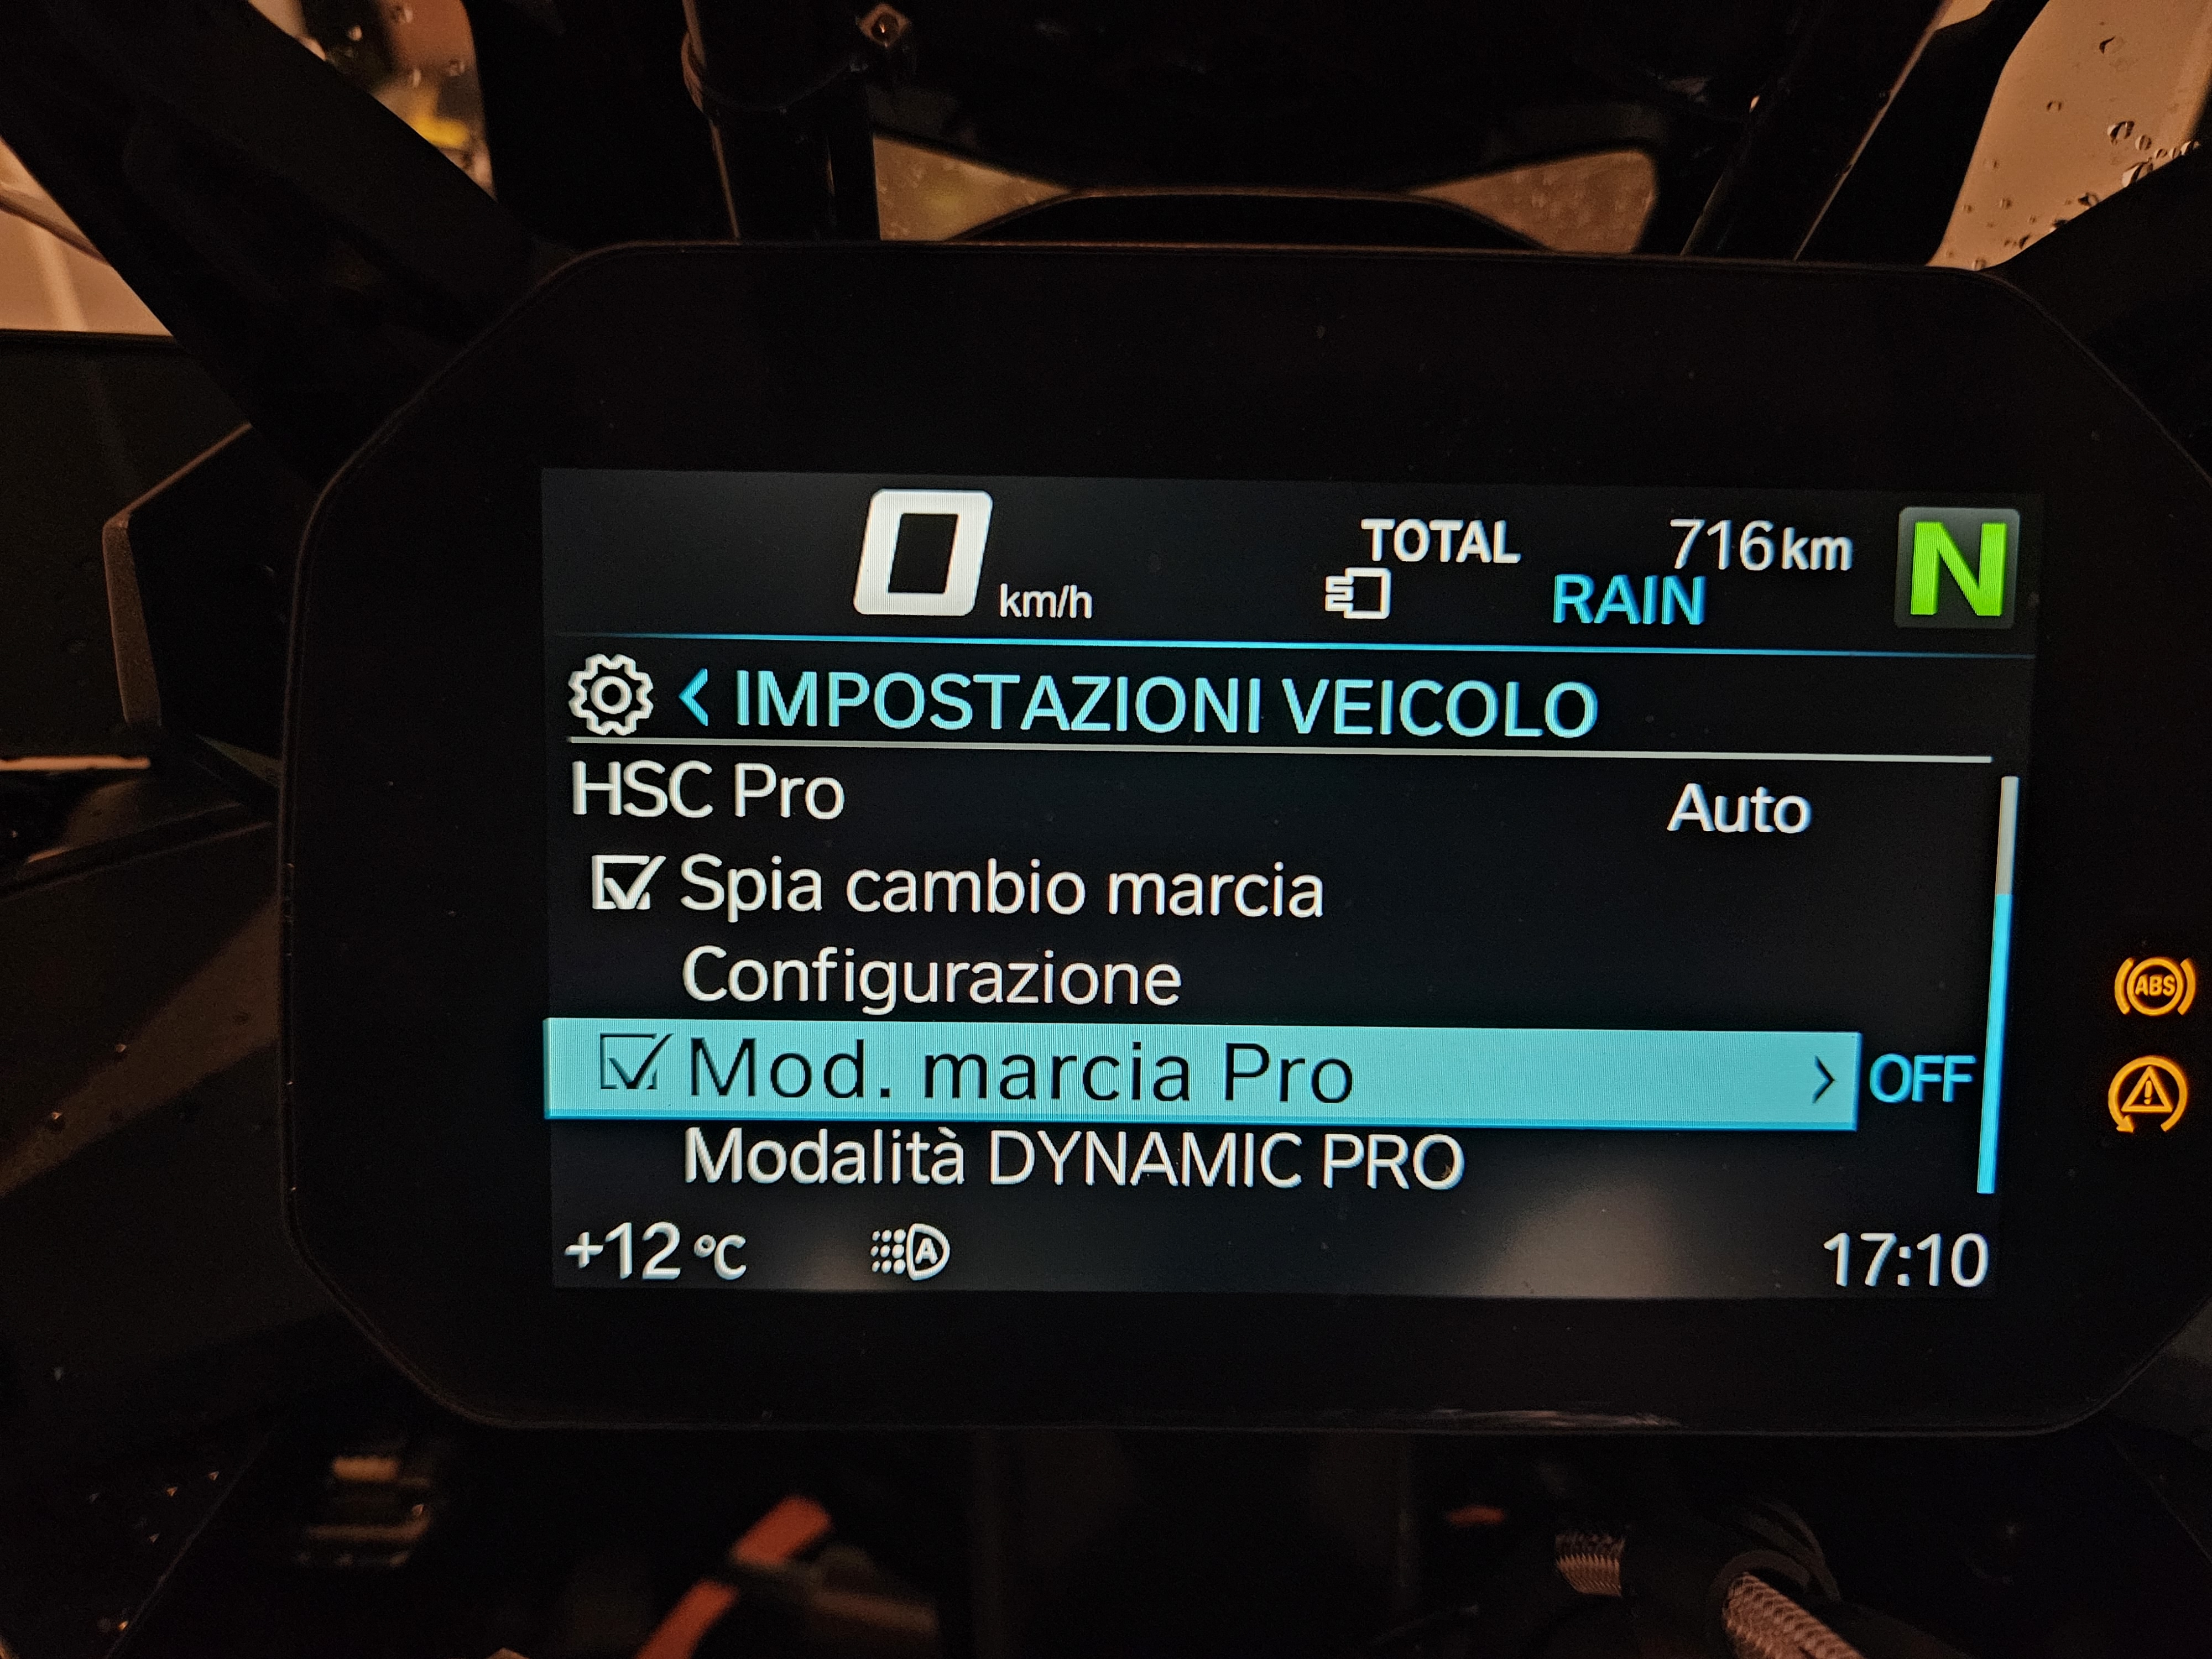 0 km/h
TOTAL 716 km
RAIN
N
< IMPOSTAZIONI VEICOLO
HSC Pro Auto
Spia cambio marcia
Configurazione
Mod. marcia Pro > OFF
Modalità DYNAMIC PRO
+12 °C A 17:10
ABS